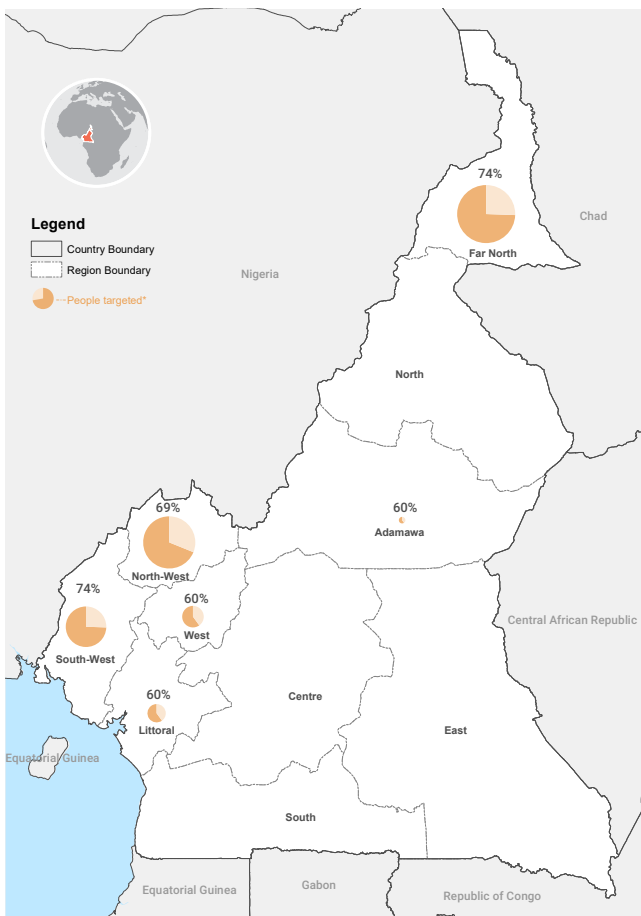 74%
Far North
Chad
Legend
Country Boundary
Region Boundary
People targeted*
Nigeria
North
60%
Adamawa
69%
North-West
74%
South-West
60%
West
Central African Republic
60%
Littoral
Centre
East
Equatorial Guinea
South
Equatorial Guinea
Gabon
Republic of Congo